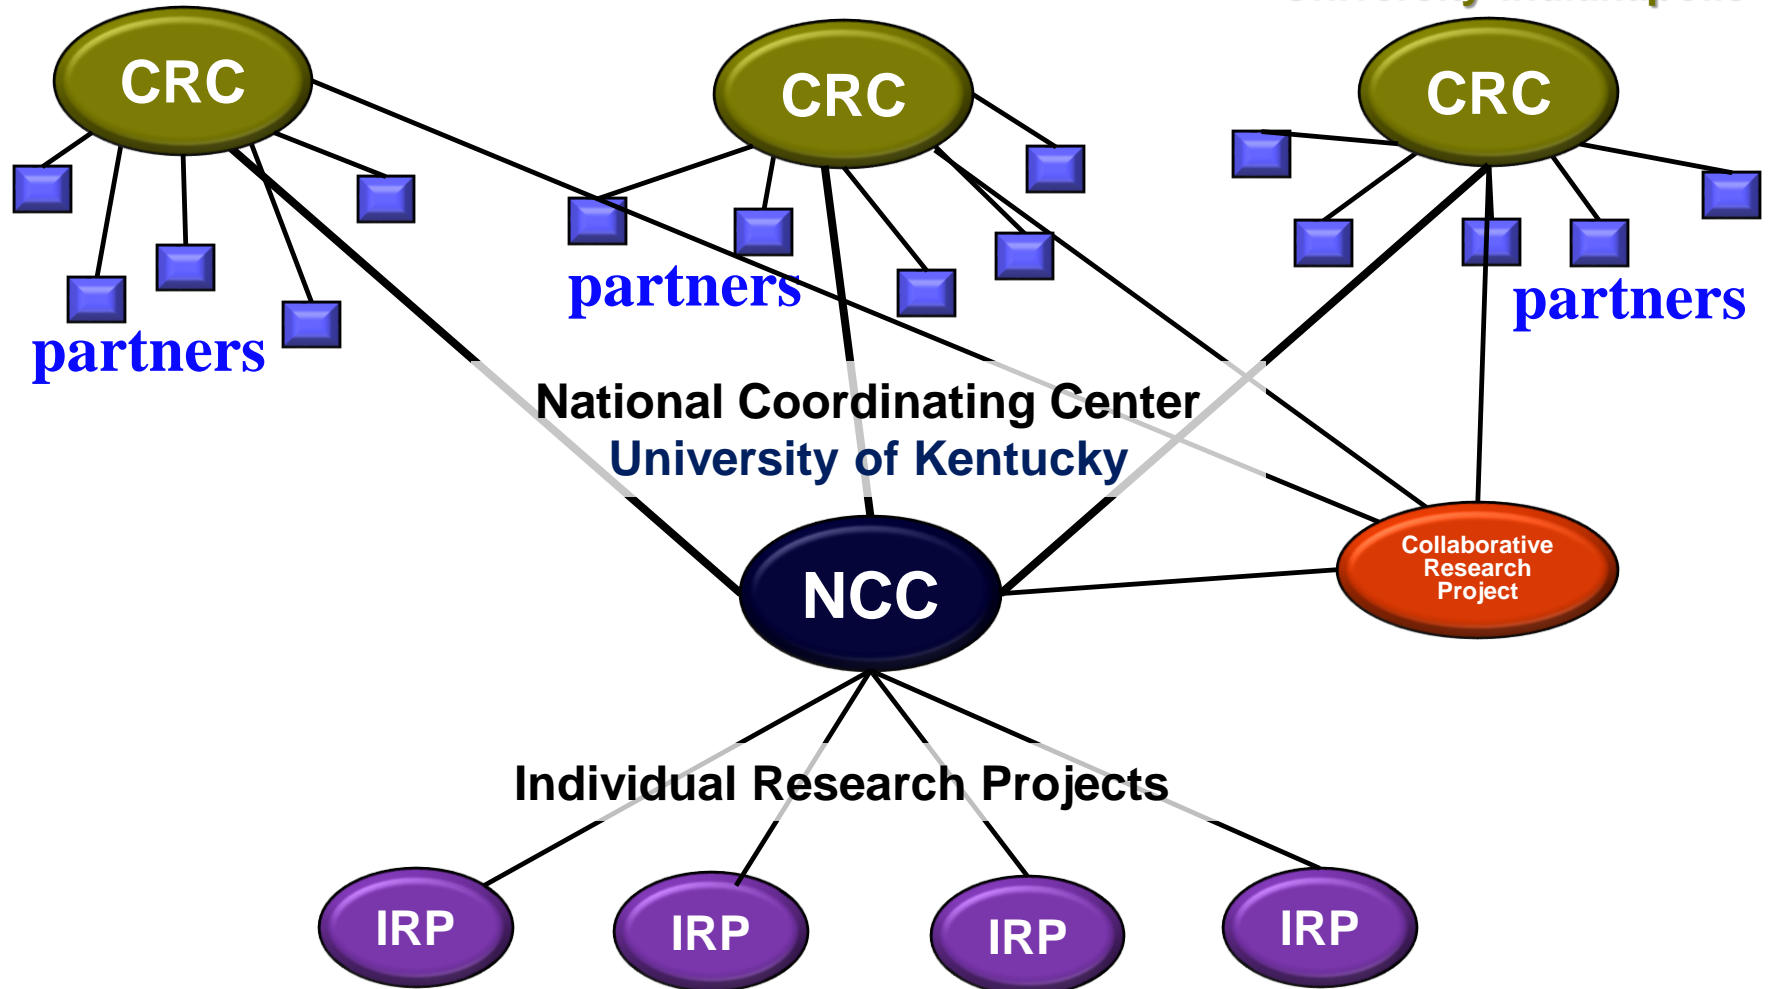 CRC
CRC
CRC
partners
partners
partners
National Coordinating Center
University of Kentucky
NCC
Collaborative
Research
Project
Individual Research Projects
IRP
IRP
IRP
IRP